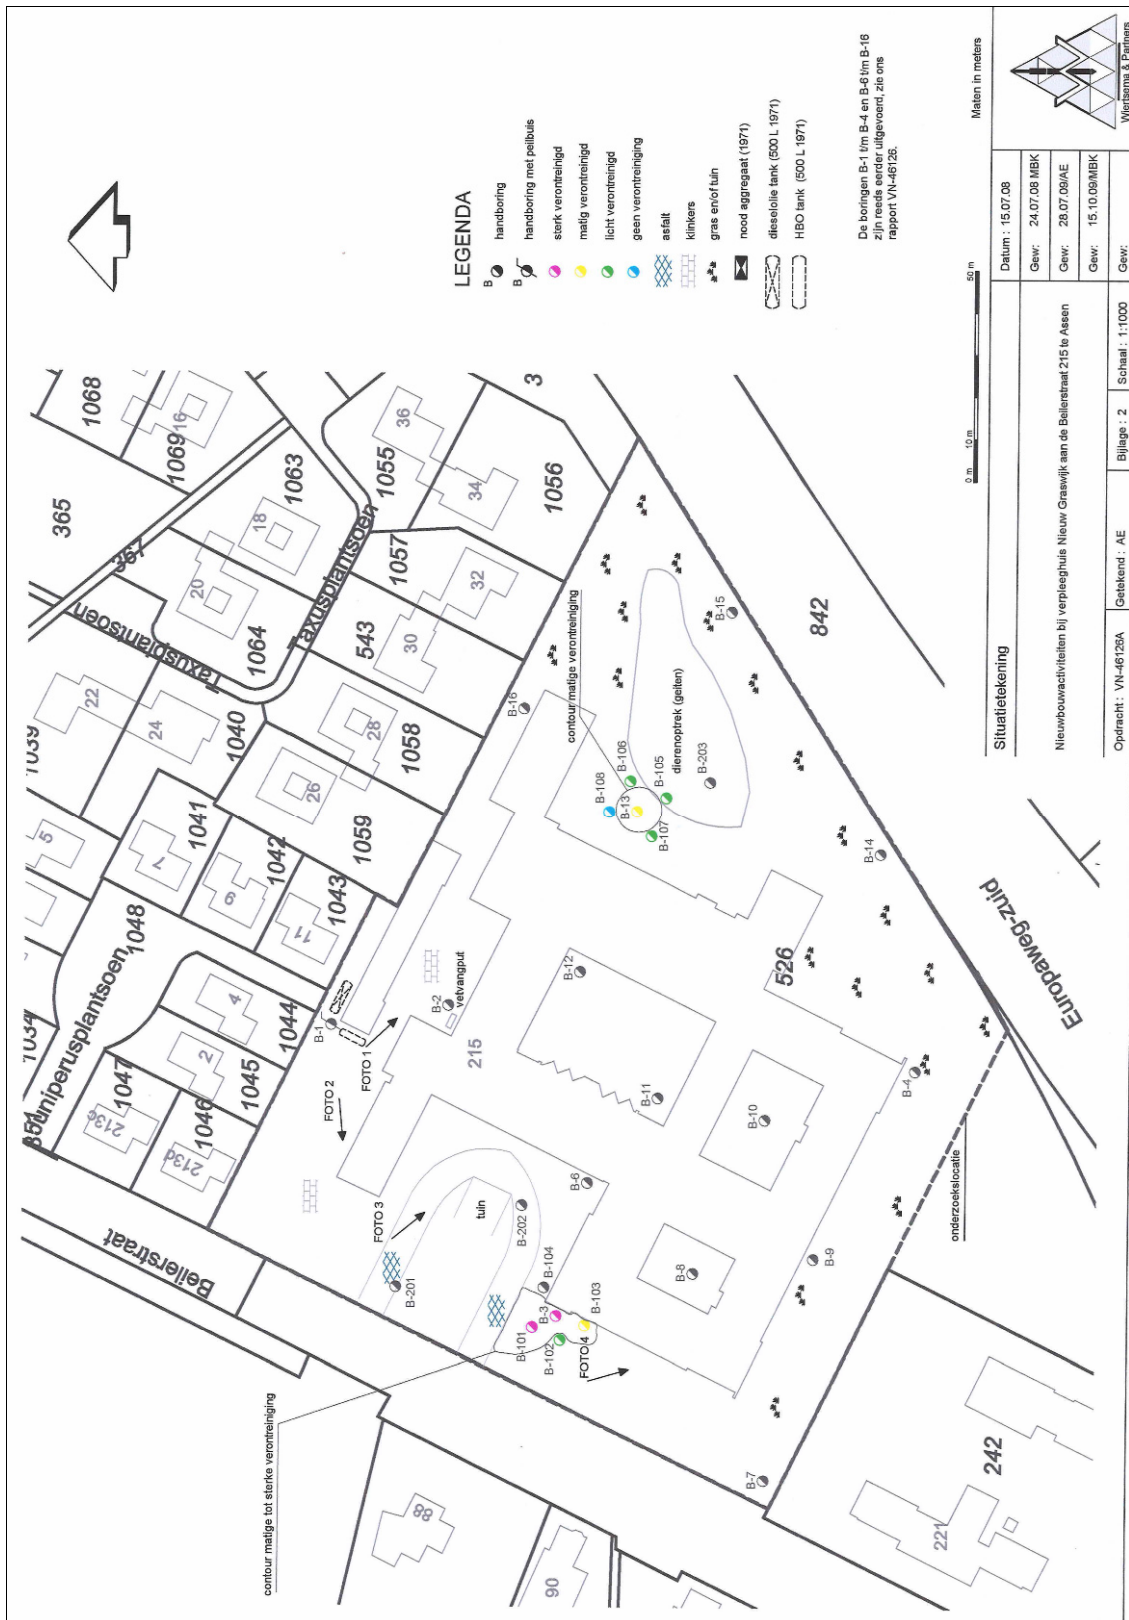 LEGENDA
B handboring
B handboring met peilbuis
sterk verontreinigd
matig verontreinigd
licht verontreinigd
geen verontreiniging
asfalt
klinkers
gras en/of tuin
nood aggregaat (1971)
dieselolie tank (500 L 1971)
HBO tank (500 L 1971)
De boringen B-1 t/m B-4 en B-6 t/m B-16
zijn reeds eerder uitgevoerd, zie ons
rapport VN-46126.
Maten in meters
0 m 10 m 50 m
Situatietekening
Nieuwbouwactiviteiten bij verpleeghuis Nieuw Graswijk aan de Beilerstraat 215 te Assen
Opdracht : VN-46126A
Getekend : AE
Bijlage : 2
Schaal : 1:1000
Datum : 15.07.08
Gew: 24.07.08 MBK
Gew: 28.07.09/AE
Gew: 15.10.09/MBK
Gew:
Wiertsema & Partners
1068
1069
16
365
793
1063
18
1055
36
3
1056
34
1057
32
20
1064
Taxusplantsoen
Taxusplantsoen
543
30
22
24
1040
1039
28
1058
26
1059
5
7
1041
1042
9
11
1043
1048
Juniperusplantsoen
1034
4
1044
2
1045
1047
213c
1046
213d
Beilerstraat
contour matige verontreiniging
B-16
B-15
842
dierenoptrek (geiten)
B-106
B-108
B-105
B-13
B-107
B-203
B-14
Europaweg-zuid
526
B-12
B-2
vetvangput
B-1
FOTO 1
215
FOTO 2
B-11
B-10
B-4
FOTO 3
tuin
B-6
B-202
B-201
B-104
B-3
B-101
B-103
B-102
FOTO 4
B-8
B-9
onderzoekslocatie
B-7
contour matige tot sterke verontreiniging
88
90
221
242